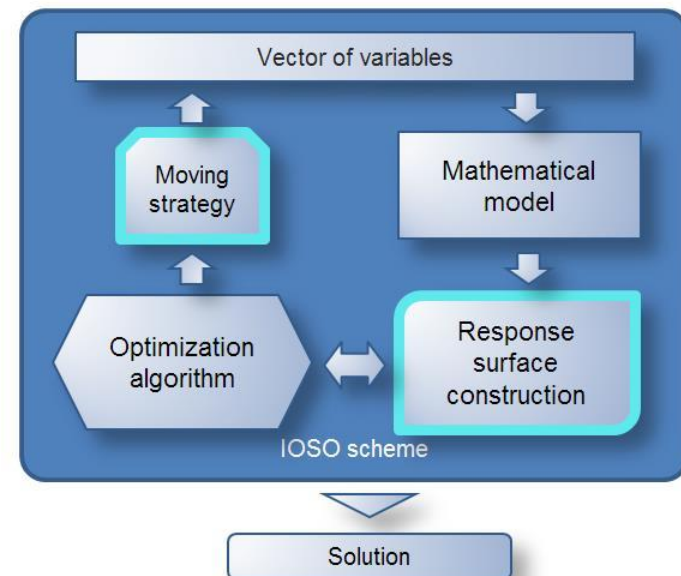 Vector of variables
Moving
strategy
Mathematical
model
Optimization
algorithm
Response
surface
construction
IOSO scheme
Solution